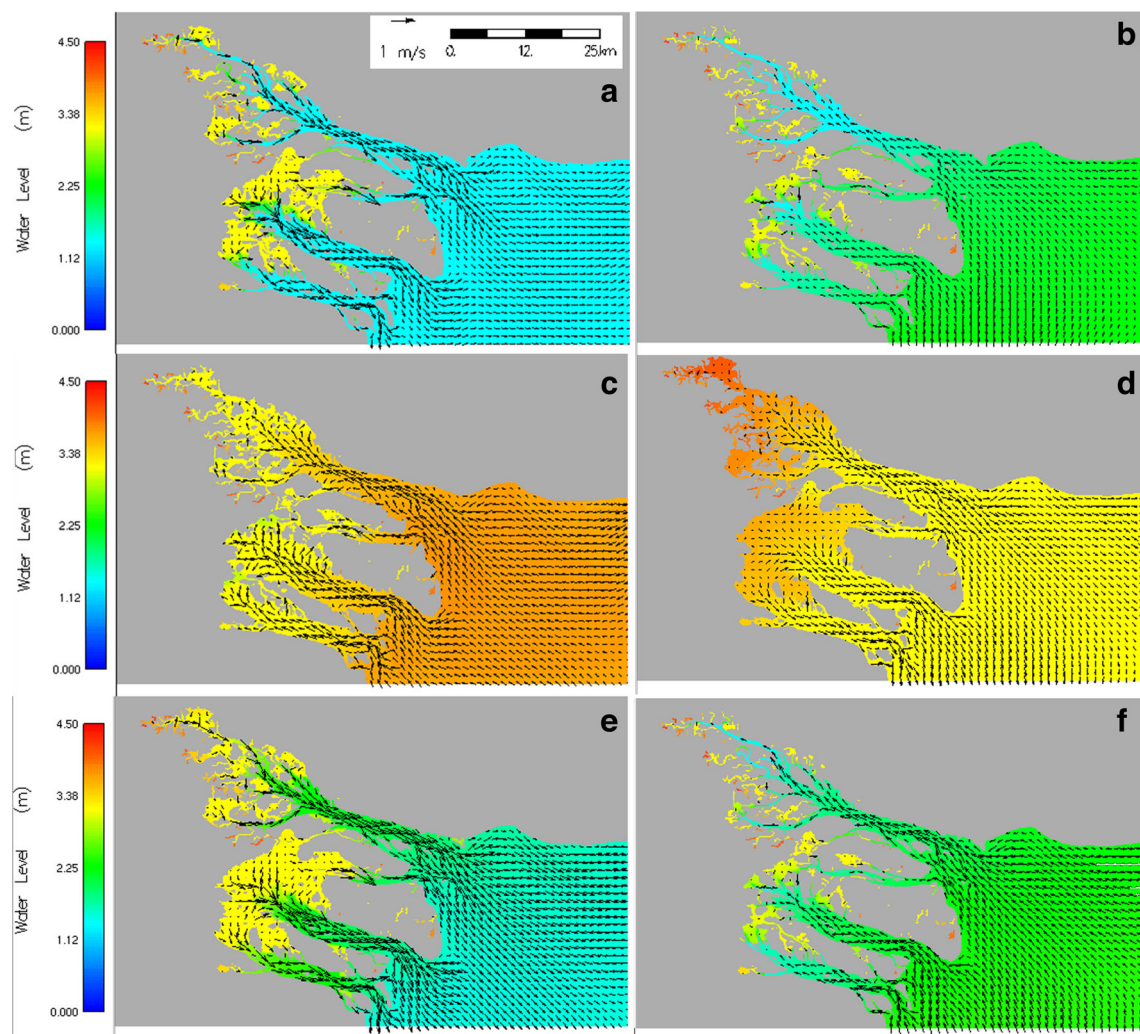 4.50
3.38
2.25
1.12
0.000
Water Level (m)
1 m/s
0. 12. 25.km
a
b
4.50
3.38
2.25
1.12
0.000
Water Level (m)
c
d
4.50
3.38
2.25
1.12
0.000
Water Level (m)
e
f